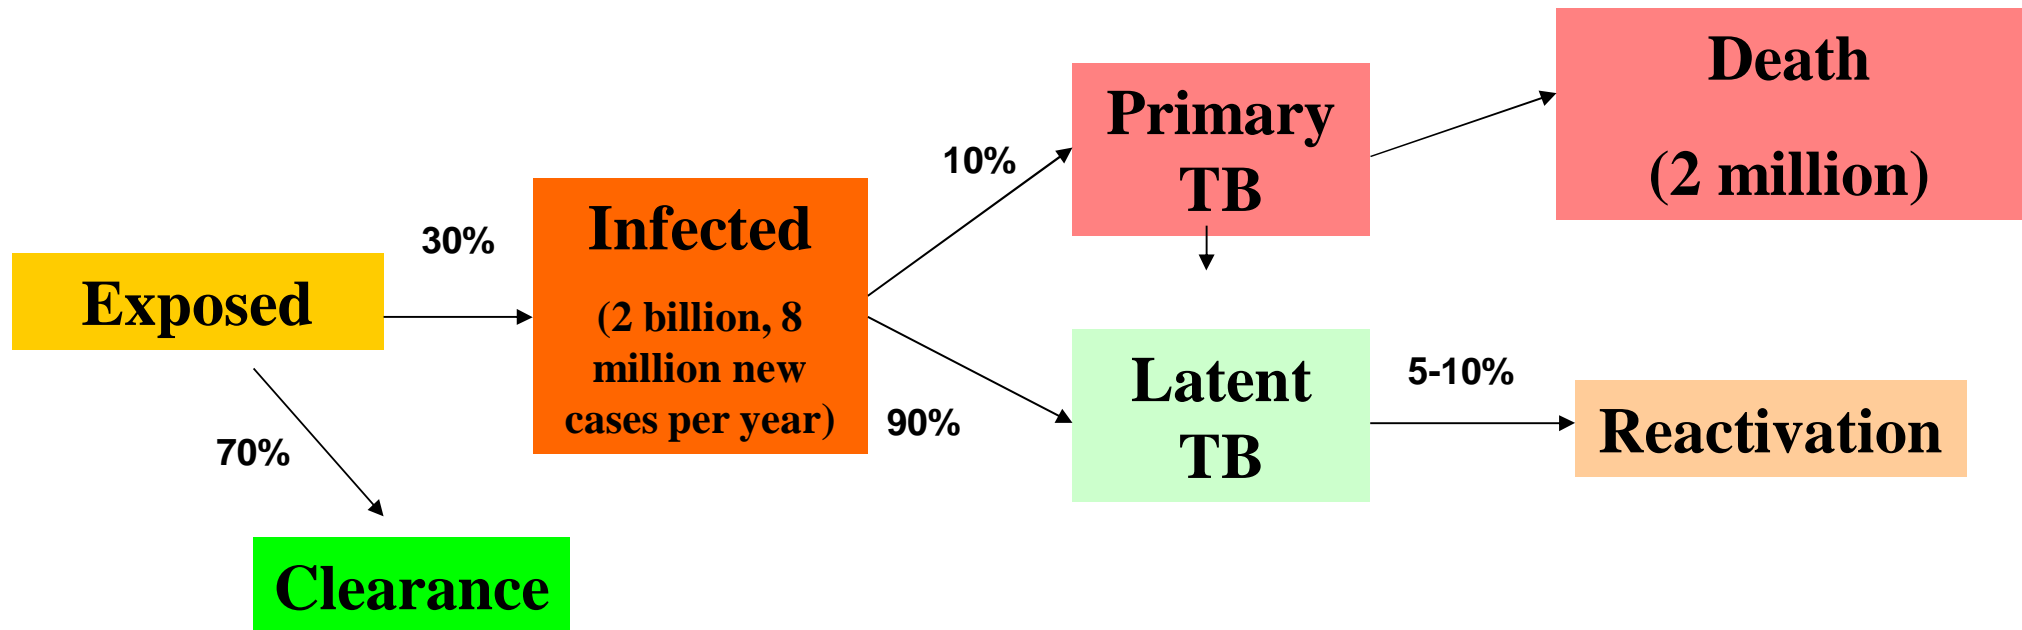 Exposed
30%
70%
Clearance
Infected
(2 billion, 8
million new
cases per year)
10%
90%
Primary
TB
Death
(2 million)
Latent
TB
5-10%
Reactivation